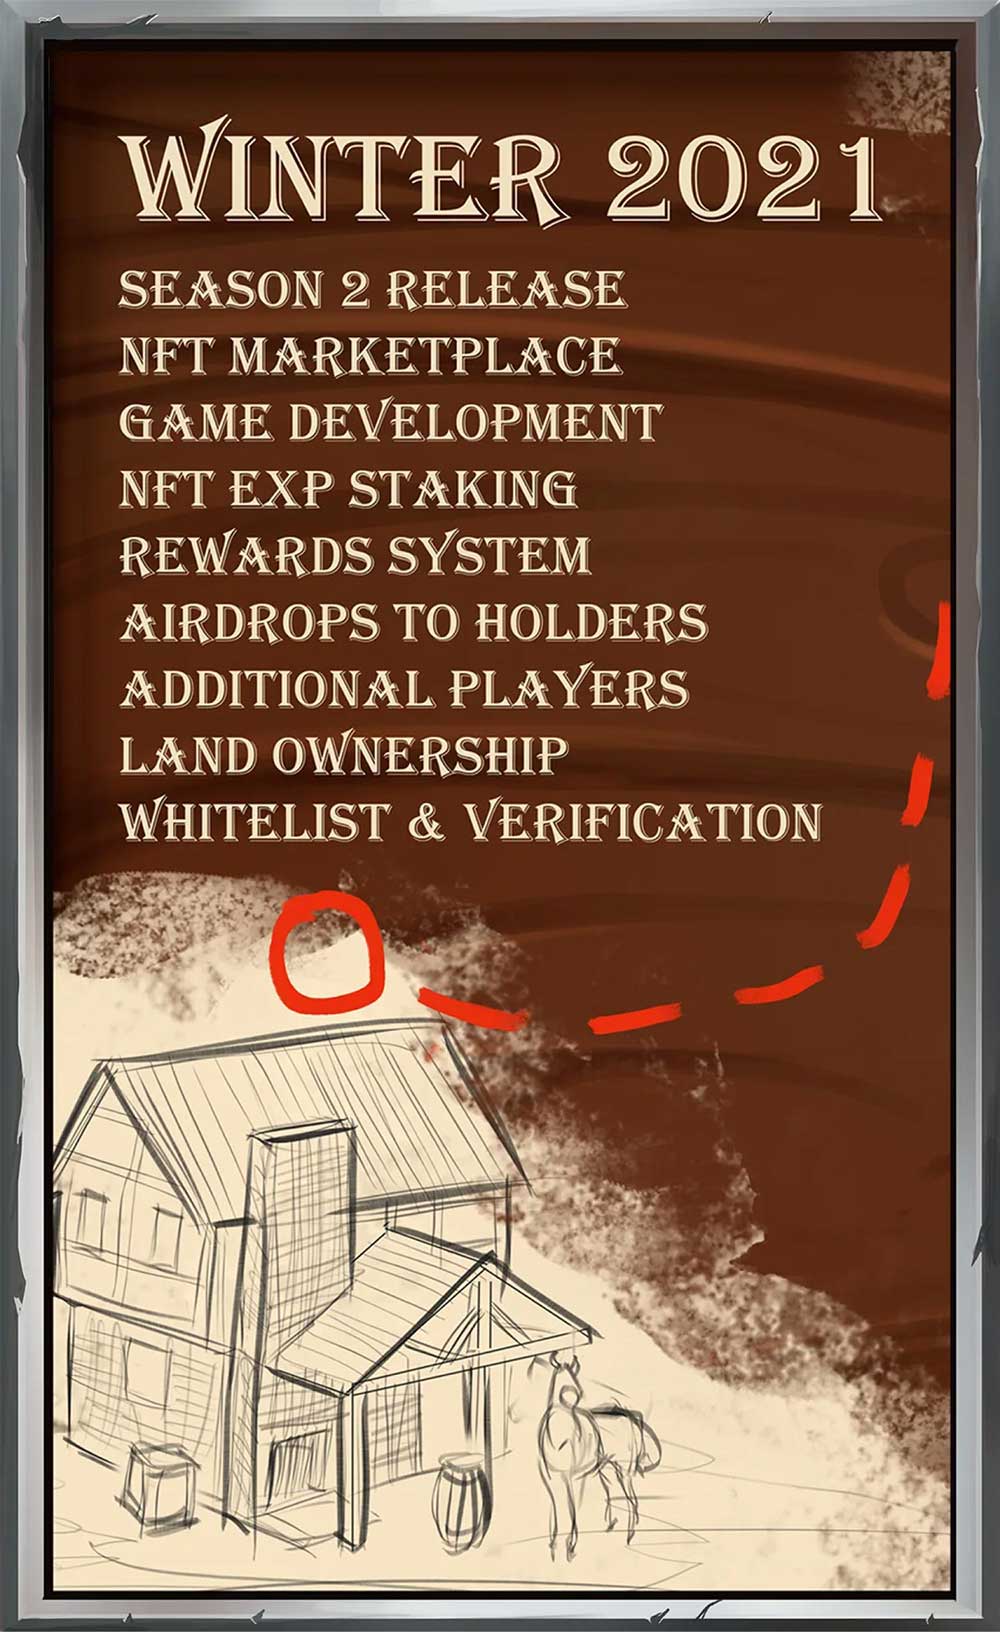 WINTER 2021
SEASON 2 RELEASE
NFT MARKETPLACE
GAME DEVELOPMENT
NFT EXP STAKING
REWARDS SYSTEM
AIRDROPS TO HOLDERS
ADDITIONAL PLAYERS
LAND OWNERSHIP
WHITELIST & VERIFICATION